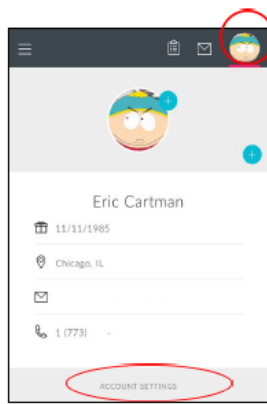 Eric Cartman
11/11/1985
Chicago, IL
1 (773) -
ACCOUNT SETTINGS